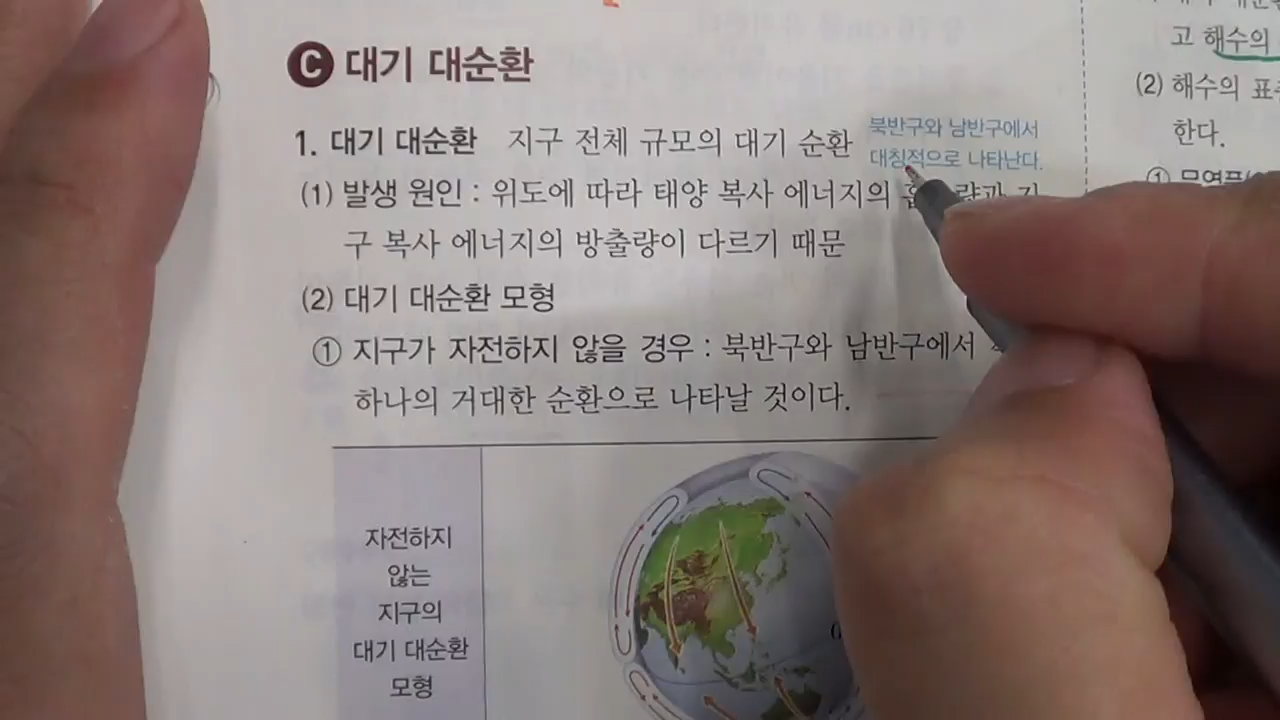 C 대기 대순환
1. 대기 대순환 지구 전체 규모의 대기 순환
북반구와 남반구에서
대칭적으로 나타난다.
(1) 발생 원인 : 위도에 따라 태양 복사 에너지의
구 복사 에너지의 방출량이 다르기 때문
(2) 대기 대순환 모형
① 지구가 자전하지 않을 경우 : 북반구와 남반구에서
하나의 거대한 순환으로 나타날 것이다.
자전하지
않는
지구의
대기 대순환
모형
고 해수의
(2) 해수의
한다.
①